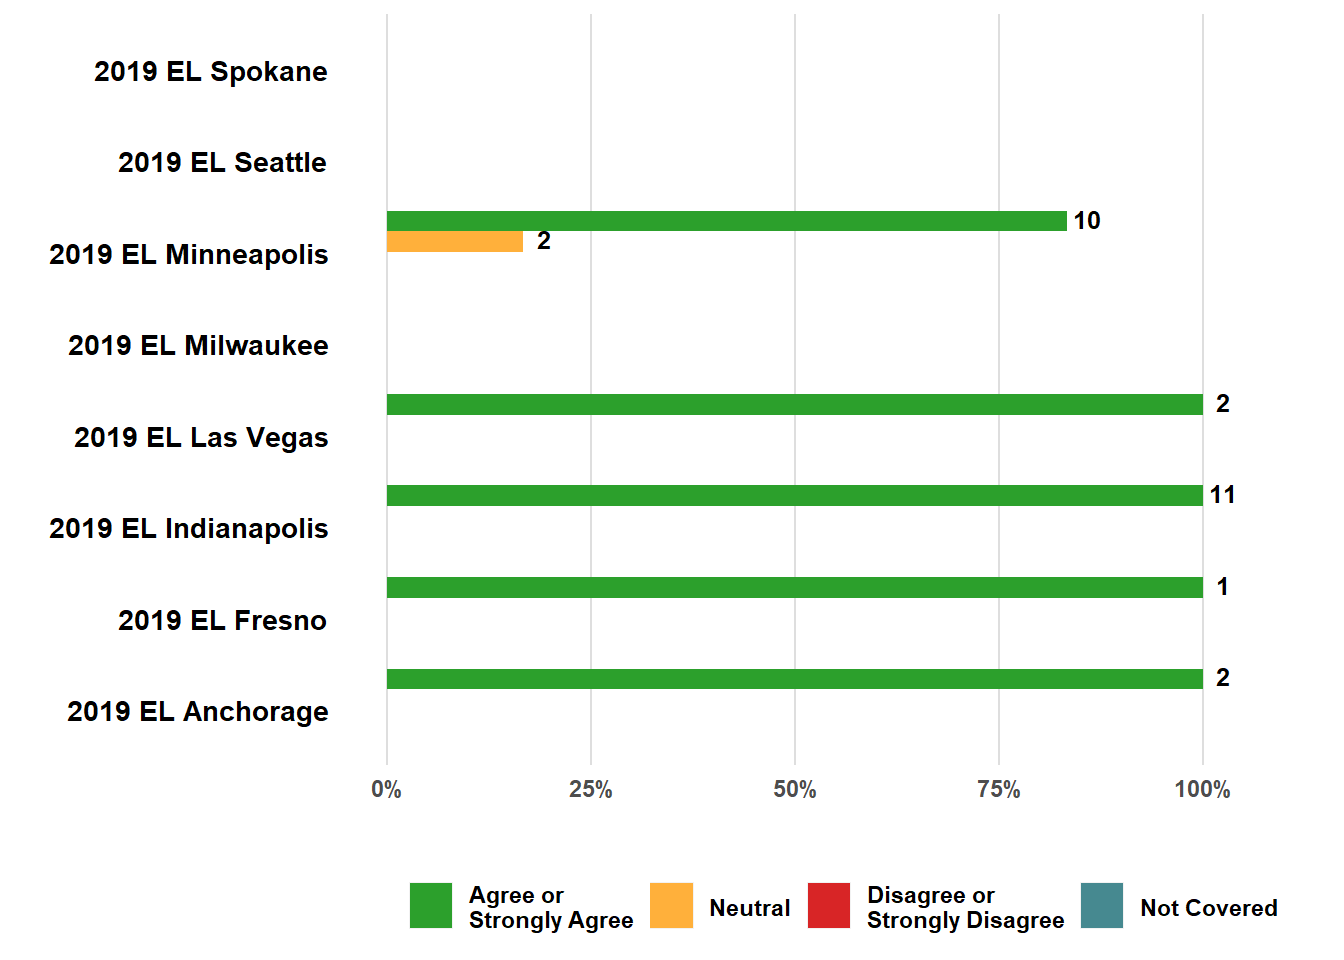 2019 EL Spokane
2019 EL Seattle
10
2
2019 EL Minneapolis
2019 EL Milwaukee
2
2019 EL Las Vegas
11
2019 EL Indianapolis
1
2019 EL Fresno
2
2019 EL Anchorage
0% 25% 50% 75% 100%
Agree or
Strongly Agree
Neutral
Disagree or
Strongly Disagree
Not Covered